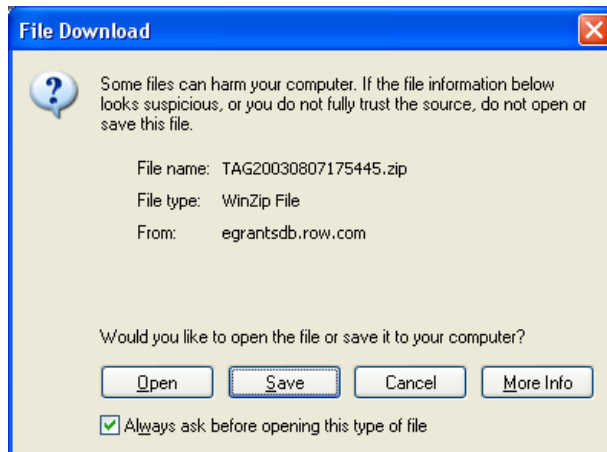 File Download
Some files can harm your computer. If the file information below
looks suspicious, or you do not fully trust the source, do not open or
save this file.
File name: TAG20030807175445.zip
File type: WinZip File
From: egrantsdb.row.com
Would you like to open the file or save it to your computer?
Open Save Cancel More Info
Always ask before opening this type of file